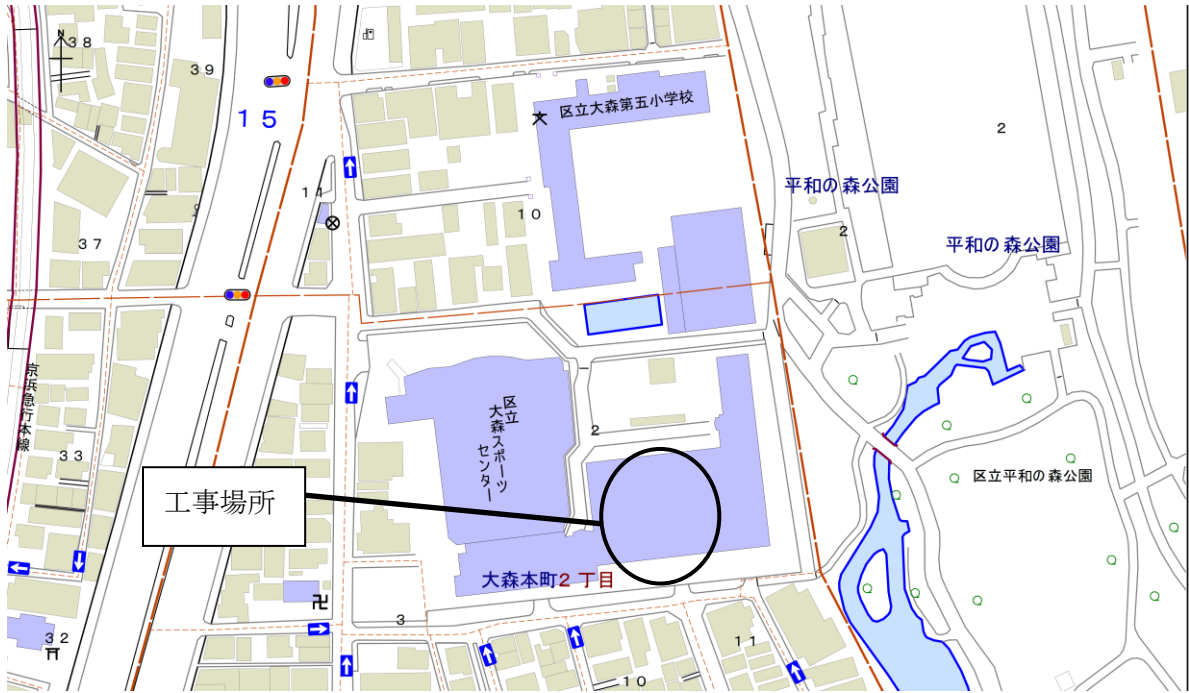 N
38
39
15
11
37
区立大森第五小学校
10
2
平和の森公園
2
平和の森公園
京浜急行本線
33
区立
大森スポーツ
センター
2
区立平和の森公園
工事場所
大森本町2丁目
卍
32
3
11
10